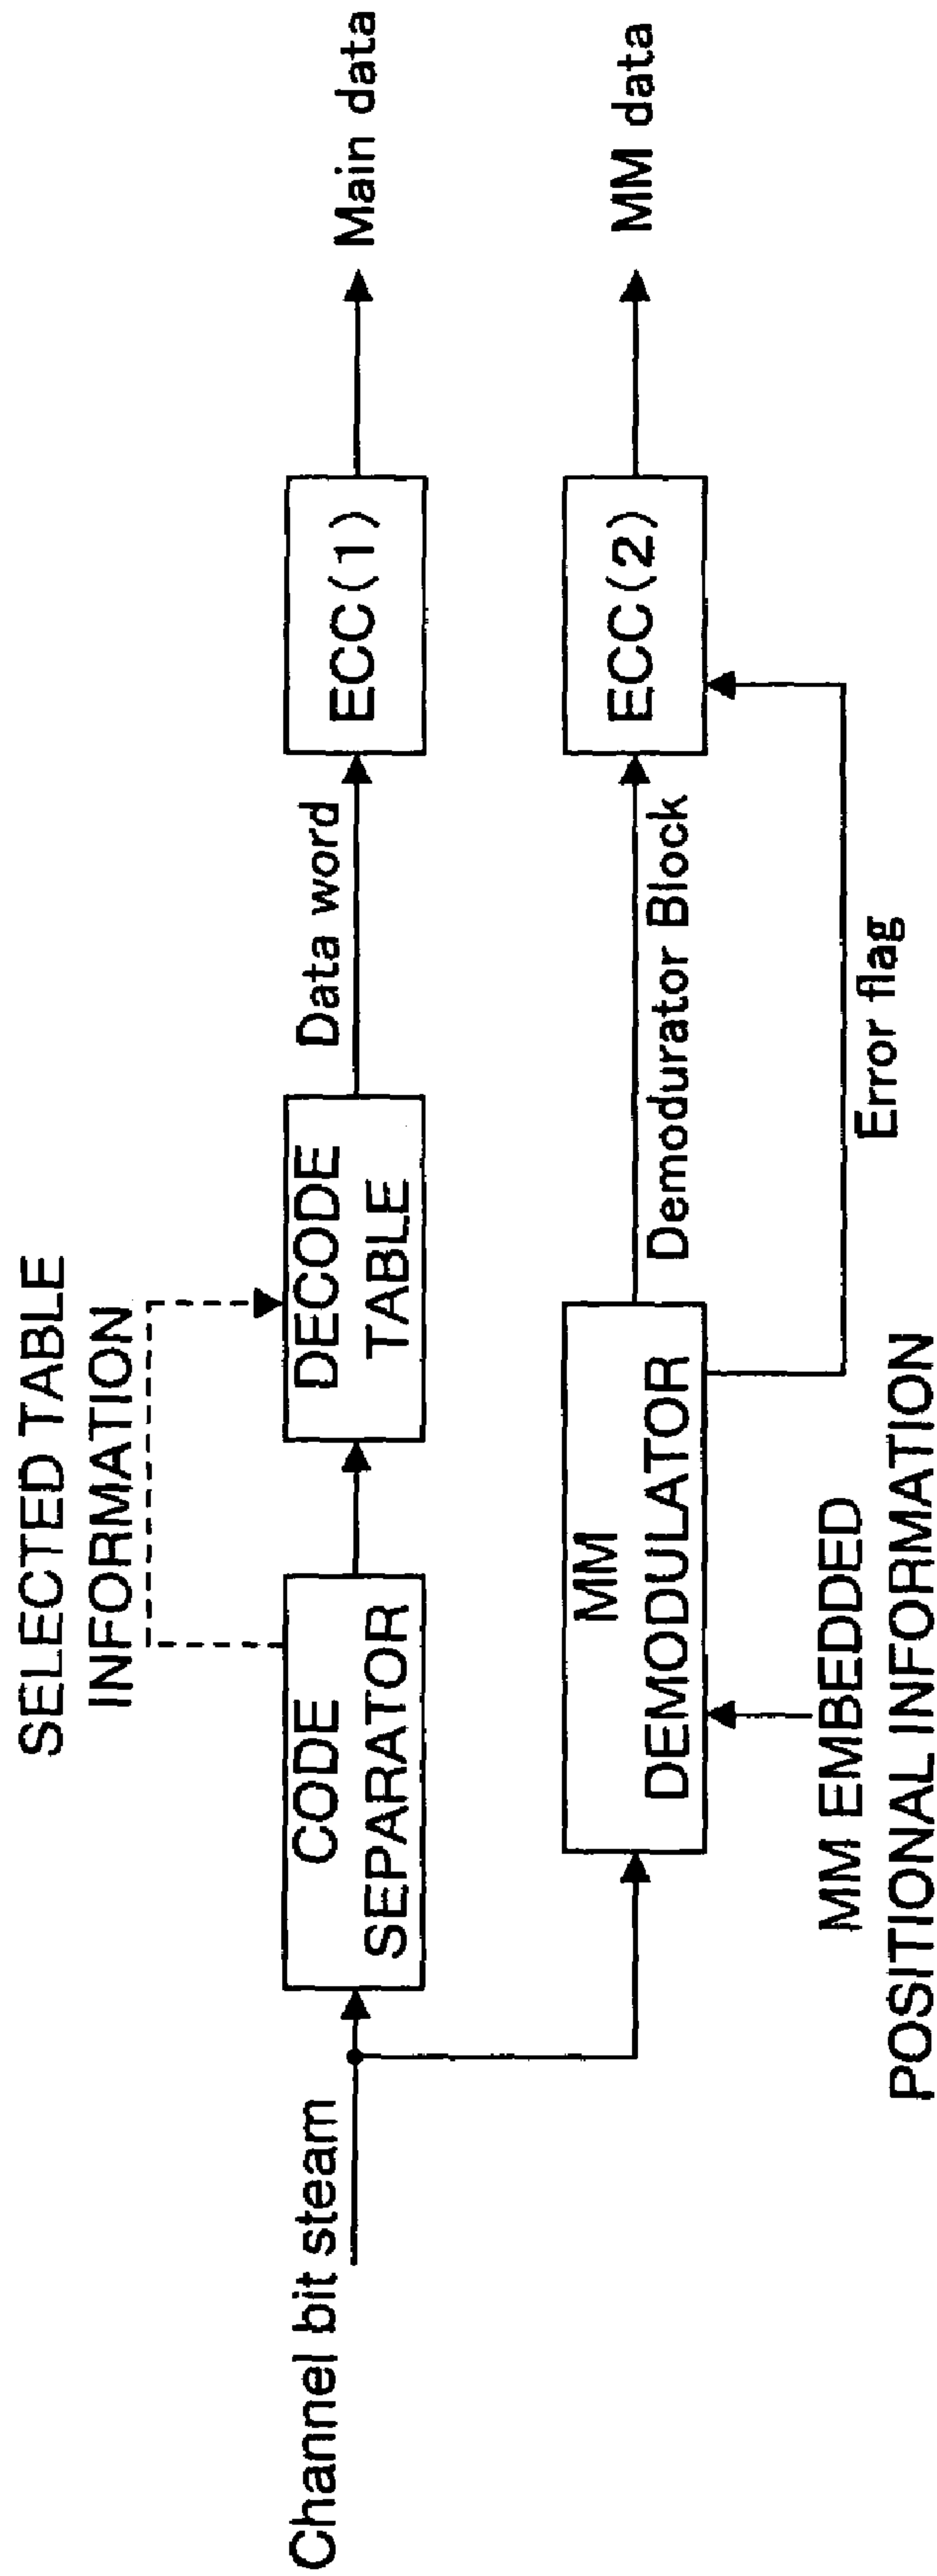 SELECTED TABLE
INFORMATION
Channel bit steam
CODE
SEPARATOR
DECODE
TABLE
Data word
ECC(1)
Main data
MM
DEMODULATOR
Demodurator Block
ECC(2)
MM data
Error flag
MM EMBEDDED
POSITIONAL INFORMATION